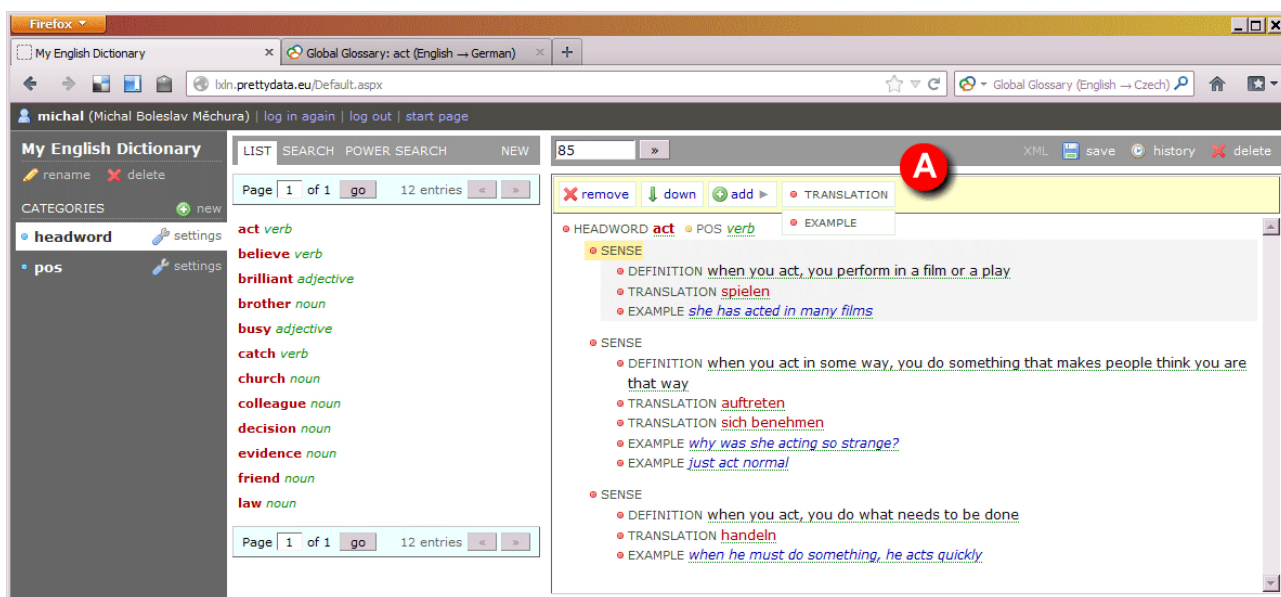 Firefox
My English Dictionary
Global Glossary: act (English → German)
lxln.prettydata.eu/Default.aspx
Global Glossary (English → Czech)
michal (Michal Boleslav Měchura) | log in again | log out | start page
My English Dictionary
rename delete
CATEGORIES new
headword settings
pos settings
LIST SEARCH POWER SEARCH NEW
Page 1 of 1 go 12 entries « »
act verb
believe verb
brilliant adjective
brother noun
busy adjective
catch verb
church noun
colleague noun
decision noun
evidence noun
friend noun
law noun
Page 1 of 1 go 12 entries « »
85 » XML save history delete
A
remove down add TRANSLATION
EXAMPLE
HEADWORD act POS verb
SENSE
DEFINITION when you act, you perform in a film or a play
TRANSLATION spielen
EXAMPLE she has acted in many films
SENSE
DEFINITION when you act in some way, you do something that makes people think you are
that way
TRANSLATION auftreten
TRANSLATION sich benehmen
EXAMPLE why was she acting so strange?
EXAMPLE just act normal
SENSE
DEFINITION when you act, you do what needs to be done
TRANSLATION handeln
EXAMPLE when he must do something, he acts quickly